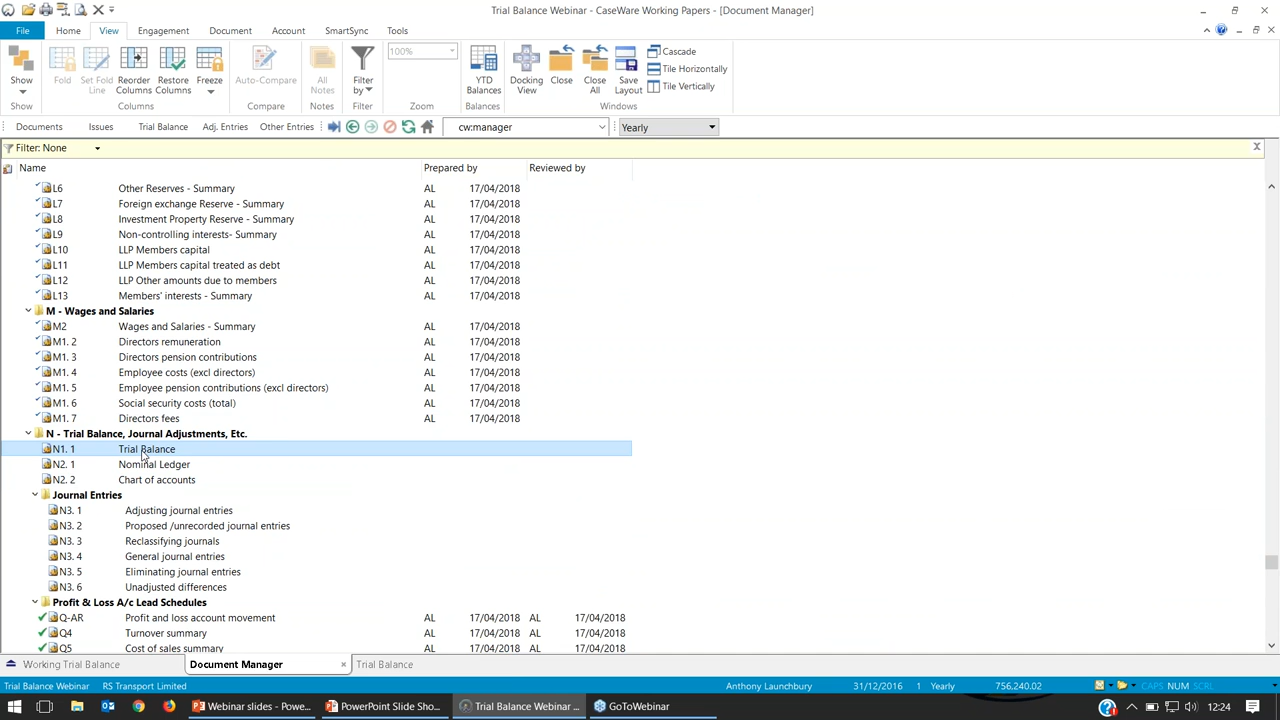 Trial Balance Webinar - CaseWare Working Papers - [Document Manager]
File Home View Engagement Document Account SmartSync Tools
Show Fold Set Fold Line Reorder Columns Restore Columns Freeze Auto-Compare All Notes Filter by 100% YTD Balances Docking View Close Close All Save Layout Cascade
Tile Horizontally
Tile Vertically
Show Columns Compare Notes Filter Zoom Balances Windows
Documents Issues Trial Balance Adj. Entries Other Entries cw:manager Yearly
Filter: None
Name Prepared by Reviewed by
L6 Other Reserves - Summary AL 17/04/2018
L7 Foreign exchange Reserve - Summary AL 17/04/2018
L8 Investment Property Reserve - Summary AL 17/04/2018
L9 Non-controlling interests- Summary AL 17/04/2018
L10 LLP Members capital AL 17/04/2018
L11 LLP Members capital treated as debt AL 17/04/2018
L12 LLP Other amounts due to members AL 17/04/2018
L13 Members' interests - Summary AL 17/04/2018
M - Wages and Salaries
M2 Wages and Salaries - Summary AL 17/04/2018
M1. 2 Directors remuneration AL 17/04/2018
M1. 3 Directors pension contributions AL 17/04/2018
M1. 4 Employee costs (excl directors) AL 17/04/2018
M1. 5 Employee pension contributions (excl directors) AL 17/04/2018
M1. 6 Social security costs (total) AL 17/04/2018
M1. 7 Directors fees AL 17/04/2018
N - Trial Balance, Journal Adjustments, Etc.
N1. 1 Trial Balance
N2. 1 Nominal Ledger
N2. 2 Chart of accounts
Journal Entries
N3. 1 Adjusting journal entries
N3. 2 Proposed /unrecorded journal entries
N3. 3 Reclassifying journals
N3. 4 General journal entries
N3. 5 Eliminating journal entries
N3. 6 Unadjusted differences
Profit & Loss A/c Lead Schedules
Q-AR Profit and loss account movement AL 17/04/2018 AL 17/04/2018
Q4 Turnover summary AL 17/04/2018 AL 17/04/2018
Q5 Cost of sales summary AL 17/04/2018 AL 17/04/2018
Working Trial Balance Document Manager Trial Balance
Trial Balance Webinar RS Transport Limited Anthony Launchbury 31/12/2016 1 Yearly 756,240.02 CAPS NUM SCRL
Webinar slides - Powe... PowerPoint Slide Sho... Trial Balance Webinar ... GoToWebinar 12:24